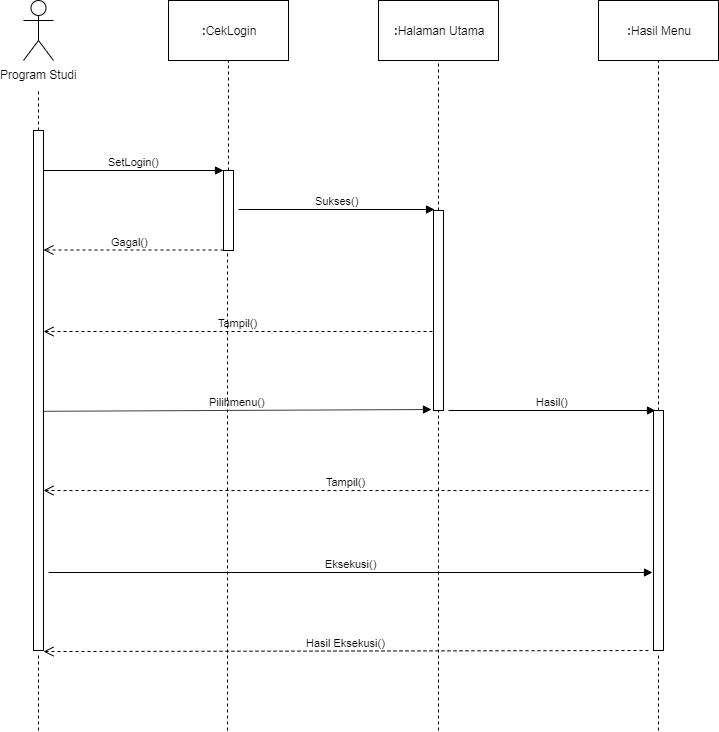 :CekLogin
:Halaman Utama
:Hasil Menu
Program Studi
SetLogin()
Sukses()
Gagal()
Tampil()
Pilihmenu()
Hasil()
Tampil()
Eksekusi()
Hasil Eksekusi()